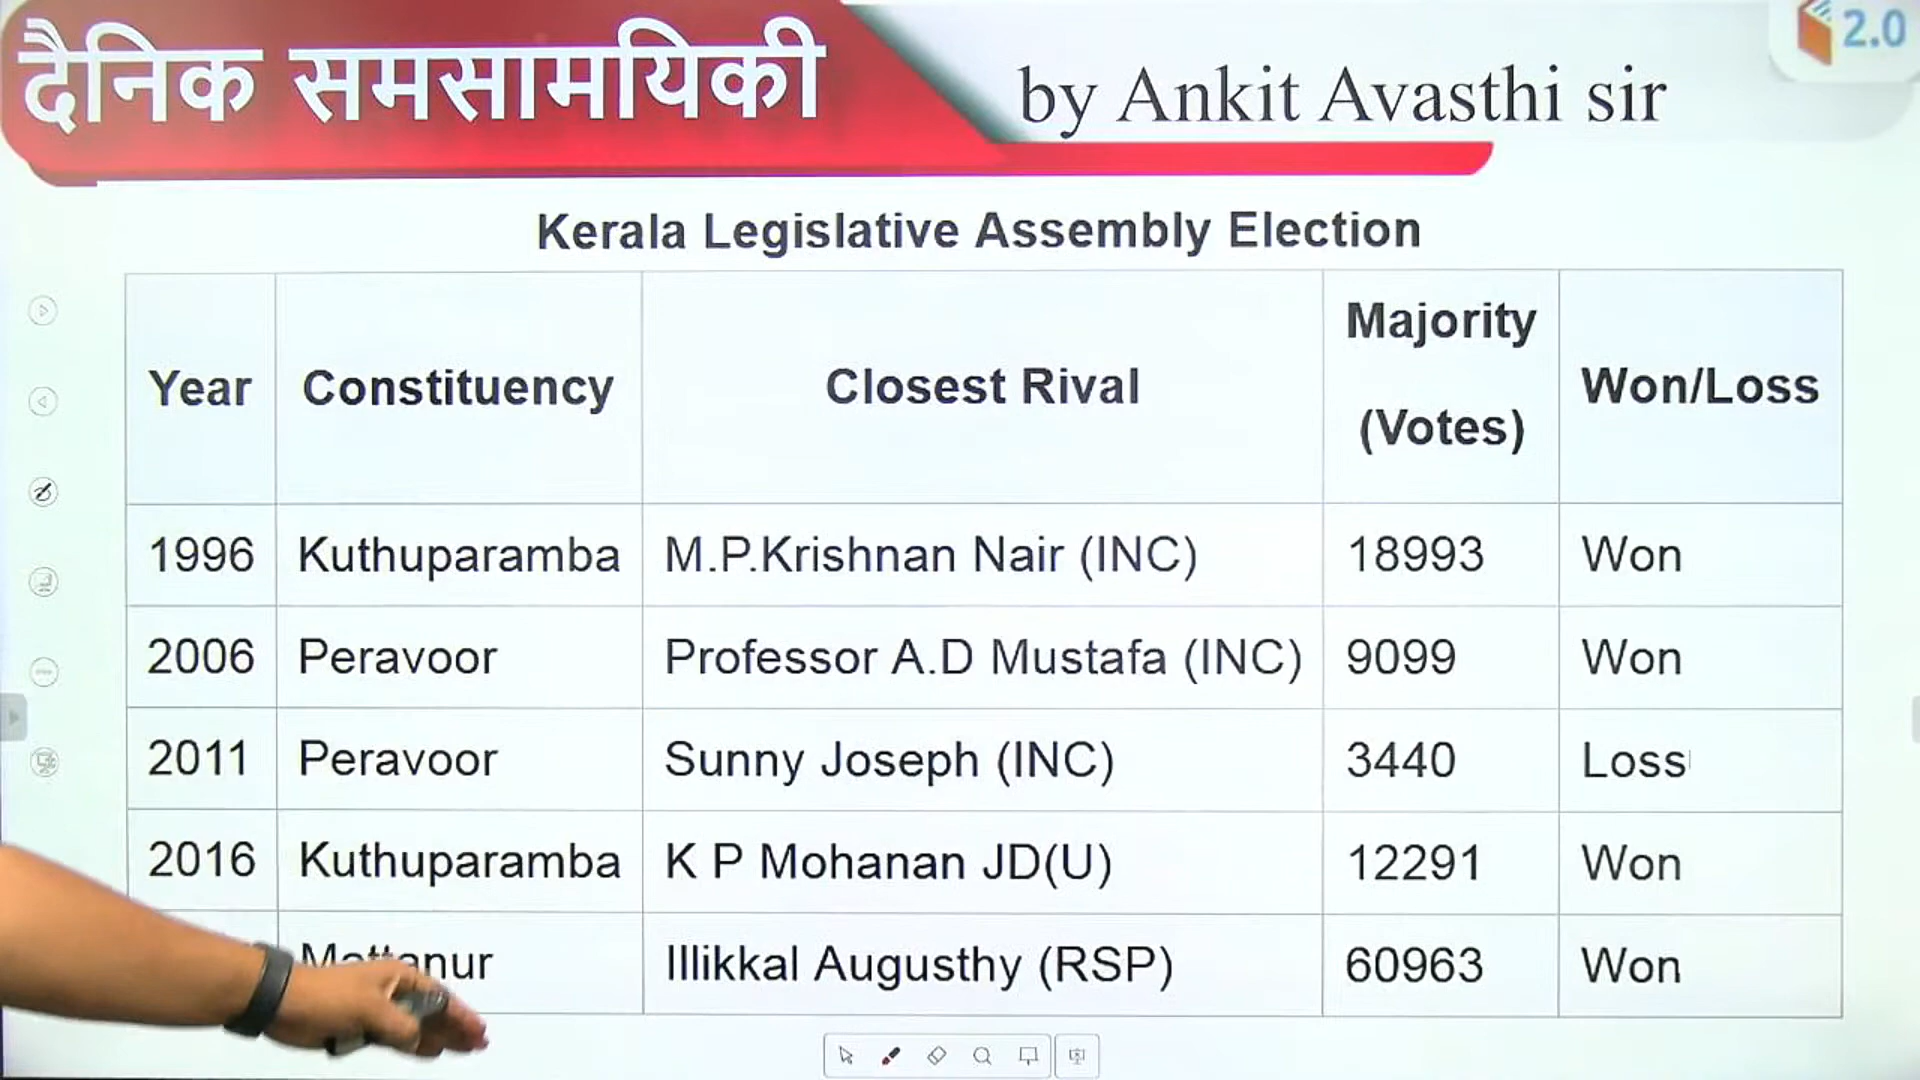 दैनिक समसामयिकी
by Ankit Avasthi sir
2.0
Kerala Legislative Assembly Election
Year Constituency Closest Rival Majority (Votes) Won/Loss
1996 Kuthuparamba M.P.Krishnan Nair (INC) 18993 Won
2006 Peravoor Professor A.D Mustafa (INC) 9099 Won
2011 Peravoor Sunny Joseph (INC) 3440 Loss
2016 Kuthuparamba K P Mohanan JD(U) 12291 Won
Illikkal Augusthy (RSP) 60963 Won